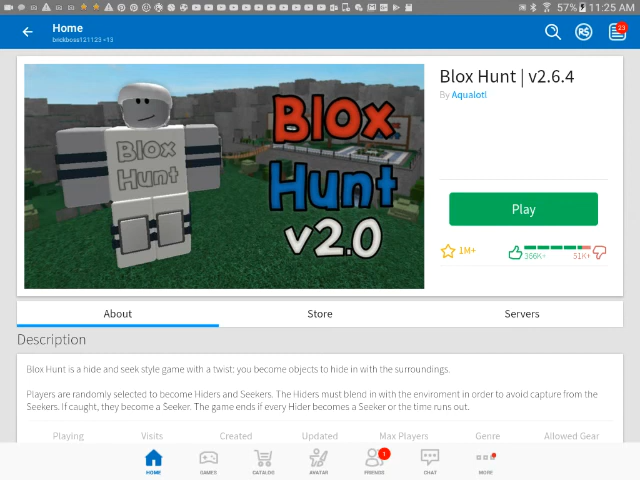 57% 11:25 AM
Home
brickboss121123 <13
23
Blox Hunt | v2.6.4
By Aqualotl
Blox
Hunt
v2.0
Blox
Hunt
Play
1M+
366K+
51K+
About
Store
Servers
Description
Blox Hunt is a hide and seek style game with a twist: you become objects to hide in with the surroundings.
Players are randomly selected to become Hiders and Seekers. The Hiders must blend in with the enviroment in order to avoid capture from the
Seekers. If caught, they become a Seeker. The game ends if every Hider becomes a Seeker or the time runs out.
Playing Visits Created Updated Max Players Genre Allowed Gear
1
HOME GAMES CATALOG AVATAR FRIENDS CHAT MORE